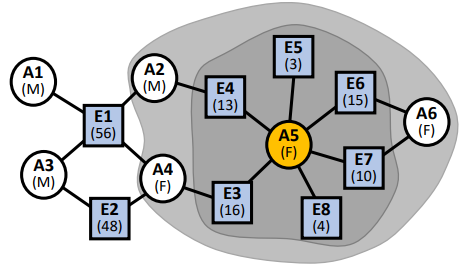 A1
(M)
A2
(M)
E1
(56)
A3
(M)
E2
(48)
A4
(F)
E4
(13)
E5
(3)
E6
(15)
A5
(F)
A6
(F)
E7
(10)
E3
(16)
E8
(4)